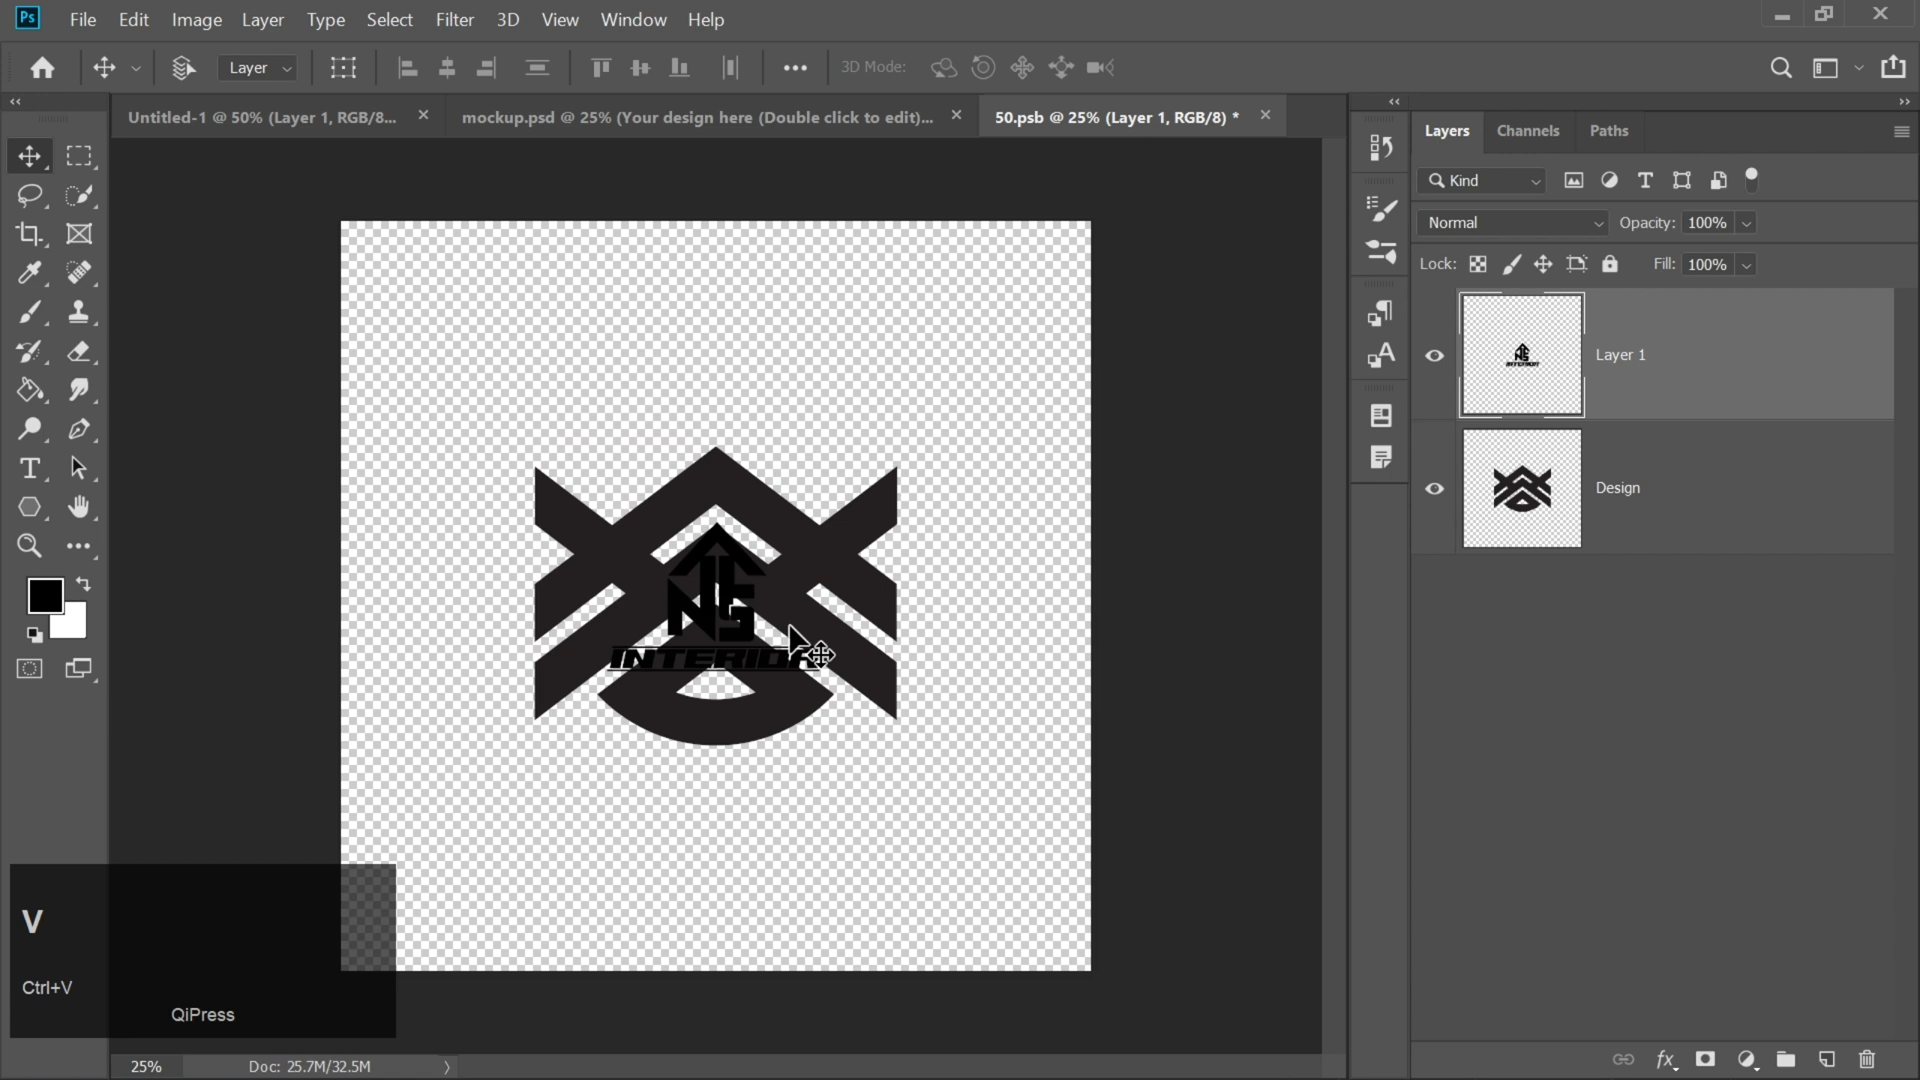 Ps File Edit Image Layer Type Select Filter 3D View Window Help
Layer 3D Mode:
Untitled-1 @ 50% (Layer 1, RGB/8... mockup.psd @ 25% (Your design here (Double click to edit)... 50.psb @ 25% (Layer 1, RGB/8) *
Layers Channels Paths
Kind
Normal Opacity: 100%
Lock: Fill: 100%
Layer 1
Design
NS
INTERIOR
V
Ctrl+V
QiPress
25% Doc: 25.7M/32.5M